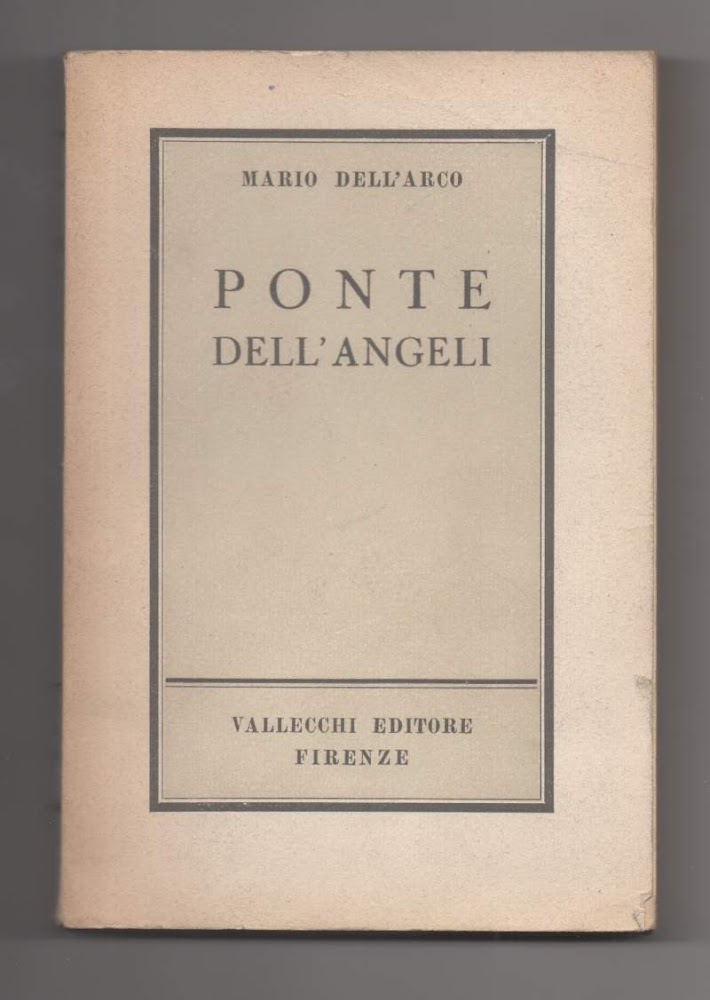 MARIO DELL'ARCO
PONTE
DELL'ANGELI
VALLECCHI EDITORE
FIRENZE